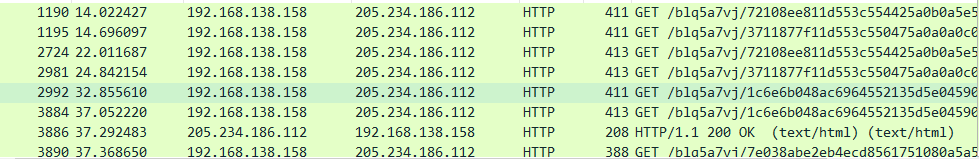 1190 14.022427 192.168.138.158 205.234.186.112 HTTP 411 GET /blq5a7vj/72108ee811d553c554425a0b0a5e5
1195 14.696097 192.168.138.158 205.234.186.112 HTTP 411 GET /blq5a7vj/3711877f11d553c550475a0a0a0c0
2724 22.011687 192.168.138.158 205.234.186.112 HTTP 413 GET /blq5a7vj/72108ee811d553c554425a0b0a5e5
2981 24.842154 192.168.138.158 205.234.186.112 HTTP 413 GET /blq5a7vj/3711877f11d553c550475a0a0a0c0
2992 32.855610 192.168.138.158 205.234.186.112 HTTP 411 GET /blq5a7vj/1c6e6b048ac6964552135d5e04590
3884 37.052220 192.168.138.158 205.234.186.112 HTTP 413 GET /blq5a7vj/1c6e6b048ac6964552135d5e04590
3886 37.292483 205.234.186.112 192.168.138.158 HTTP 208 HTTP/1.1 200 OK (text/html) (text/html)
3890 37.368650 192.168.138.158 205.234.186.112 HTTP 388 GET /blq5a7vj/7e038abe2eb4ecd8561751080a5a5